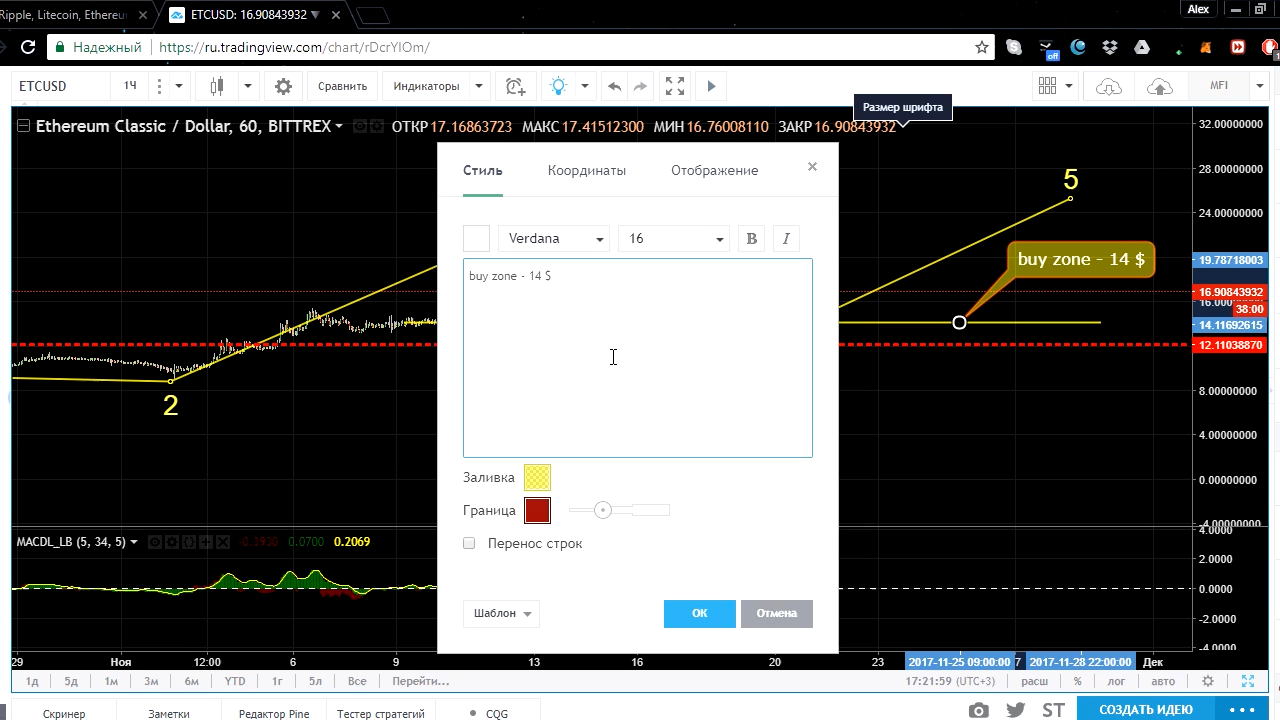 Ripple, Litecoin, Ethereu
ETCUSD: 16.90843932 ▼
Alex
Надежный
https://ru.tradingview.com/chart/rDcrYIOm/
off
ETCUSD
1Ч
Сравнить
Индикаторы
MFI
Размер шрифта
Ethereum Classic / Dollar, 60, BITTREX
ОТКР 17.16863723 МАКС 17.41512300 МИН 16.76008110 ЗАКР 16.90843932
32.00000000
28.00000000
24.00000000
19.78718003
16.90843932
16.000
38:00
14.11692615
12.11038870
8.00000000
4.00000000
0.00000000
-4.00000000
Стиль
Координаты
Отображение
Verdana
16
B
I
buy zone - 14 $
Заливка
Граница
Перенос строк
Шаблон
ОК
Отмена
5
buy zone - 14 $
2
MACDL_LB (5, 34, 5)
-0.3930 0.0700 0.2069
4.0000
2.0000
0.0000
-2.0000
-4.0000
29
Ноя
12:00
6
9
13
16
20
23
2017-11-25 09:00:00
7
2017-11-28 22:00:00
Дек
1д
5д
1м
3м
6м
YTD
1г
5л
Все
Перейти...
17:21:59 (UTC+3)
расш
%
лог
авто
Скринер
Заметки
Редактор Pine
Тестер стратегий
CQG
ST
СОЗДАТЬ ИДЕЮ